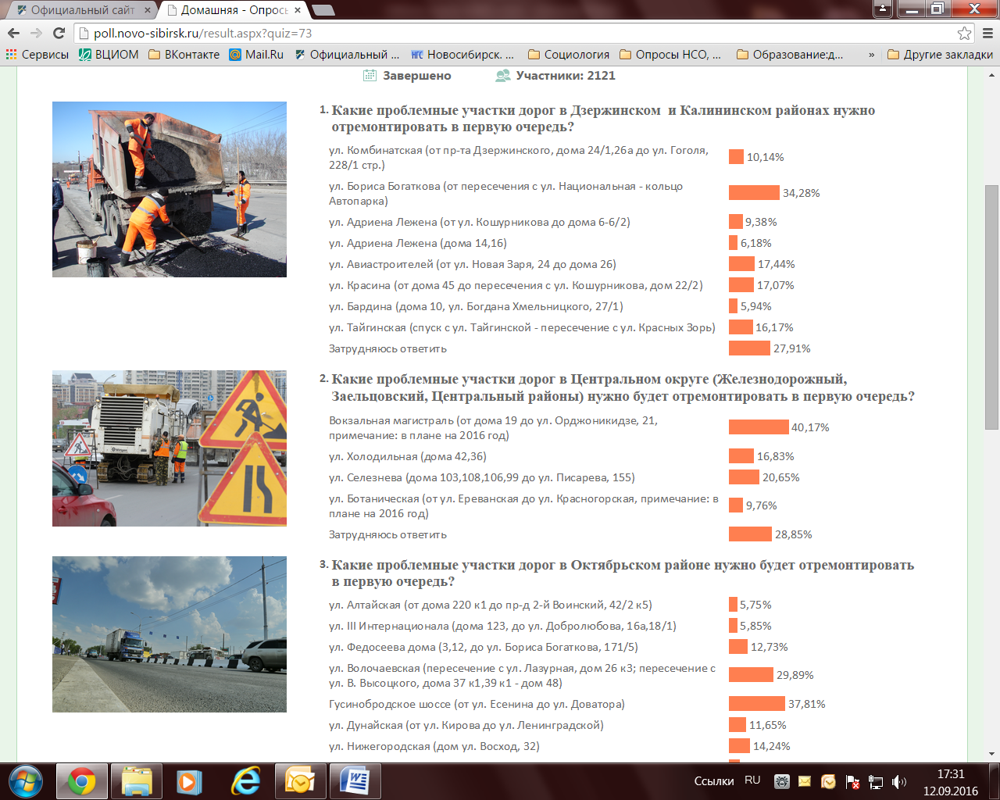 Официальный сайт
Домашняя - Опрось
poll.novo-sibirsk.ru/result.aspx?quiz=73
Сервисы
ВЦИОМ
ВКонтакте
Mail.Ru
Официальный ...
НГС Новосибирск. ...
Социология
Опросы НСО, ...
Образование:д...
»
Другие закладки
Завершено
Участники: 2121
1. Какие проблемные участки дорог в Дзержинском и Калининском районах нужно
отремонтировать в первую очередь?
ул. Комбинатская (от пр-та Дзержинского, дома 24/1,26а до ул. Гоголя,
228/1 стр.)
10,14%
ул. Бориса Богаткова (от пересечения с ул. Национальная - кольцо
Автопарка)
34,28%
ул. Адриена Лежена (от ул. Кошурникова до дома 6-6/2)
9,38%
ул. Адриена Лежена (дома 14,16)
6,18%
ул. Авиастроителей (от ул. Новая Заря, 24 до дома 26)
17,44%
ул. Красина (от дома 45 до пересечения с ул. Кошурникова, дом 22/2)
17,07%
ул. Бардина (дома 10, ул. Богдана Хмельницкого, 27/1)
5,94%
ул. Тайгинская (спуск с ул. Тайгинской - пересечение с ул. Красных Зорь)
16,17%
Затрудняюсь ответить
27,91%
2. Какие проблемные участки дорог в Центральном округе (Железнодорожный,
Заельцовский, Центральный районы) нужно будет отремонтировать в первую очередь?
Вокзальная магистраль (от дома 19 до ул. Орджоникидзе, 21,
примечание: в плане на 2016 год)
40,17%
ул. Холодильная (дома 42,36)
16,83%
ул. Селезнева (дома 103,108,106,99 до ул. Писарева, 155)
20,65%
ул. Ботаническая (от ул. Ереванская до ул. Красногорская, примечание: в
плане на 2016 год)
9,76%
Затрудняюсь ответить
28,85%
3. Какие проблемные участки дорог в Октябрьском районе нужно будет отремонтировать
в первую очередь?
ул. Алтайская (от дома 220 к1 до пр-д 2-й Воинский, 42/2 к5)
5,75%
ул. III Интернационала (дома 123, до ул. Добролюбова, 16а,18/1)
5,85%
ул. Федосеева дома (3,12, до ул. Бориса Богаткова, 171/5)
12,73%
ул. Волочаевская (пересечение с ул. Лазурная, дом 26 к3; пересечение с
ул. В. Высоцкого, дома 37 к1,39 к1 - дом 48)
29,89%
Гусинобродское шоссе (от ул. Есенина до ул. Доватора)
37,81%
ул. Дунайская (от ул. Кирова до ул. Ленинградской)
11,65%
ул. Нижегородская (дом ул. Восход, 32)
14,24%
Ссылки
RU
17:31
12.09.2016